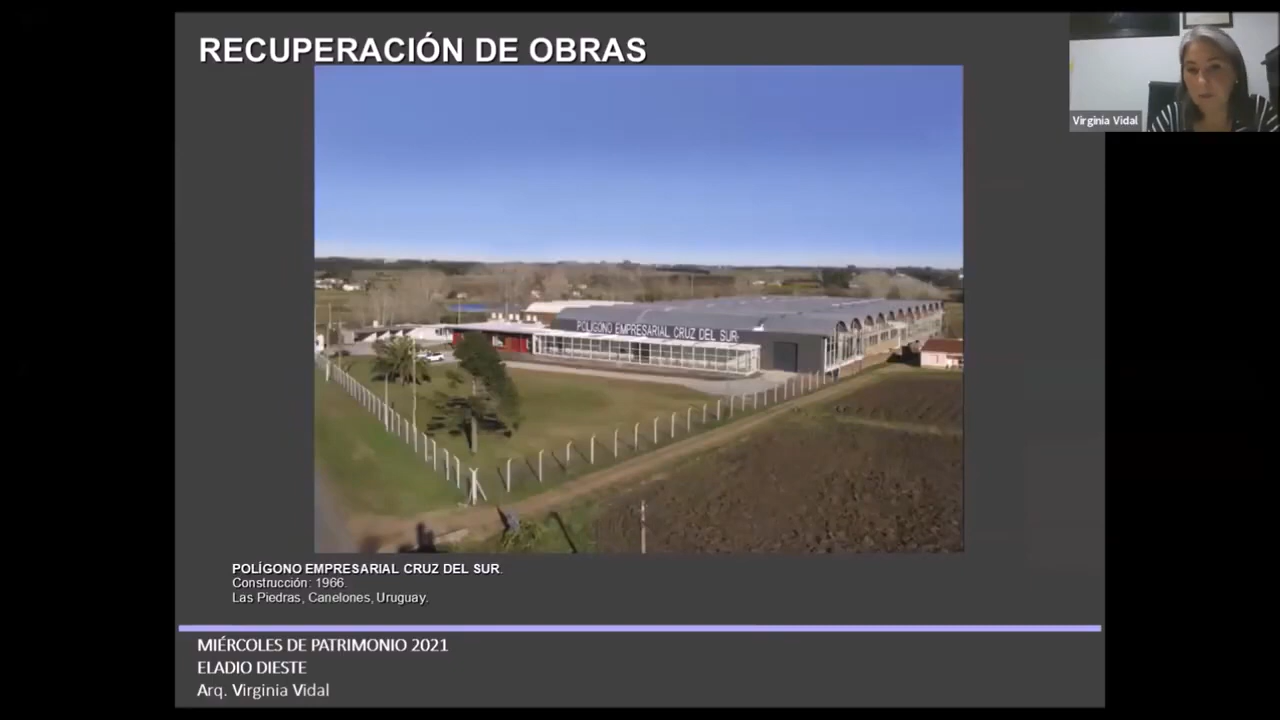 RECUPERACIÓN DE OBRAS
Virginia Vidal
POLIGONO EMPRESARIAL CRUZ DEL SUR
POLÍGONO EMPRESARIAL CRUZ DEL SUR.
Construcción: 1966.
Las Piedras, Canelones, Uruguay.
MIÉRCOLES DE PATRIMONIO 2021
ELADIO DIESTE
Arq. Virginia Vidal